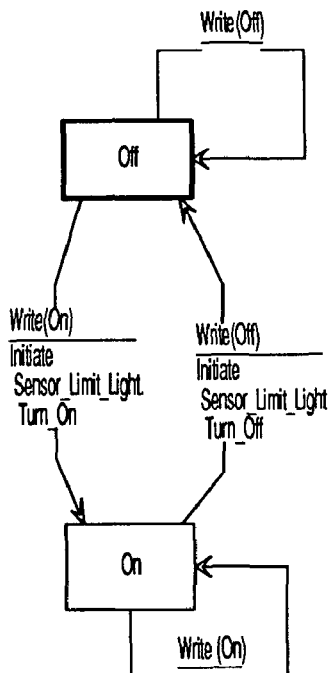 Write(Off)
Off
Write(On)
Initiate
Sensor_Limit_Light.
Turn_On
Write(Off)
Initiate
Sensor_Limit_Light
Turn_Off
On
Write (On)